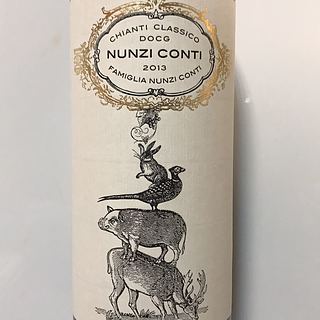 CHIANTI CLASSICO
DOCG
NUNZI CONTI
2013
FAMIGLIA NUNZI CONTI